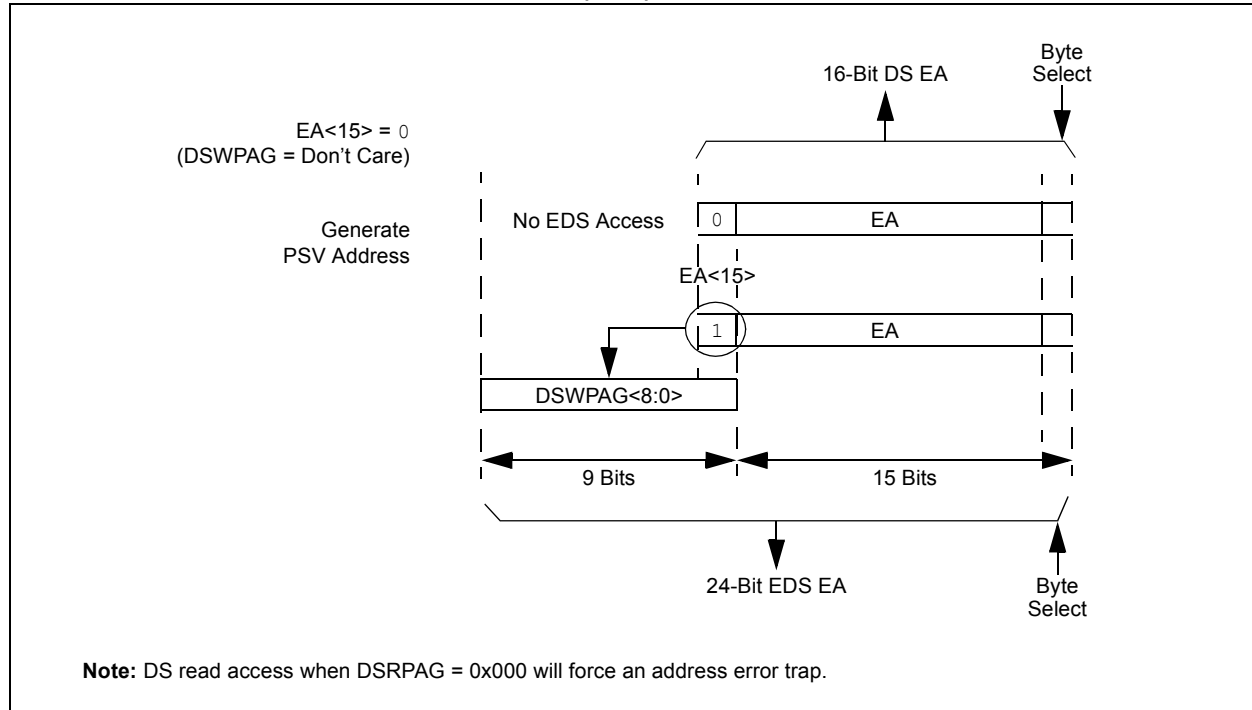 16-Bit DS EA
Byte
Select
EA<15> = 0
(DSWPAG = Don't Care)
Generate
PSV Address
No EDS Access
0
EA
EA<15>
1
EA
DSWPAG<8:0>
9 Bits
15 Bits
24-Bit EDS EA
Byte
Select
Note: DS read access when DSRPAG = 0x000 will force an address error trap.